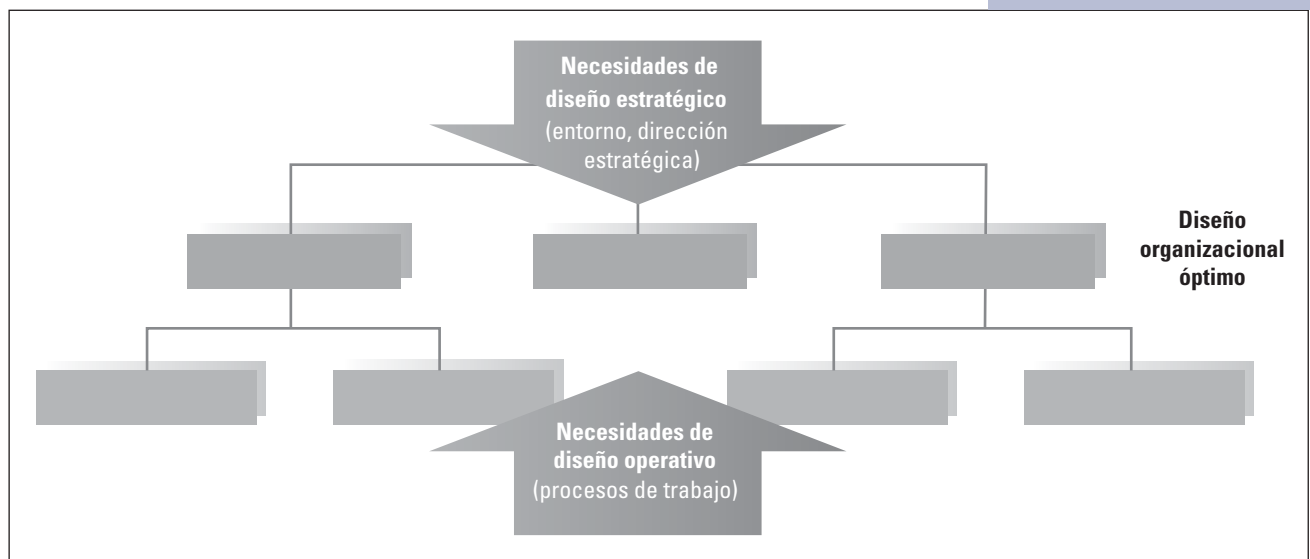 Necesidades de
diseño estratégico
(entorno, dirección
estratégica)
Diseño
organizacional
óptimo
Necesidades de
diseño operativo
(procesos de trabajo)